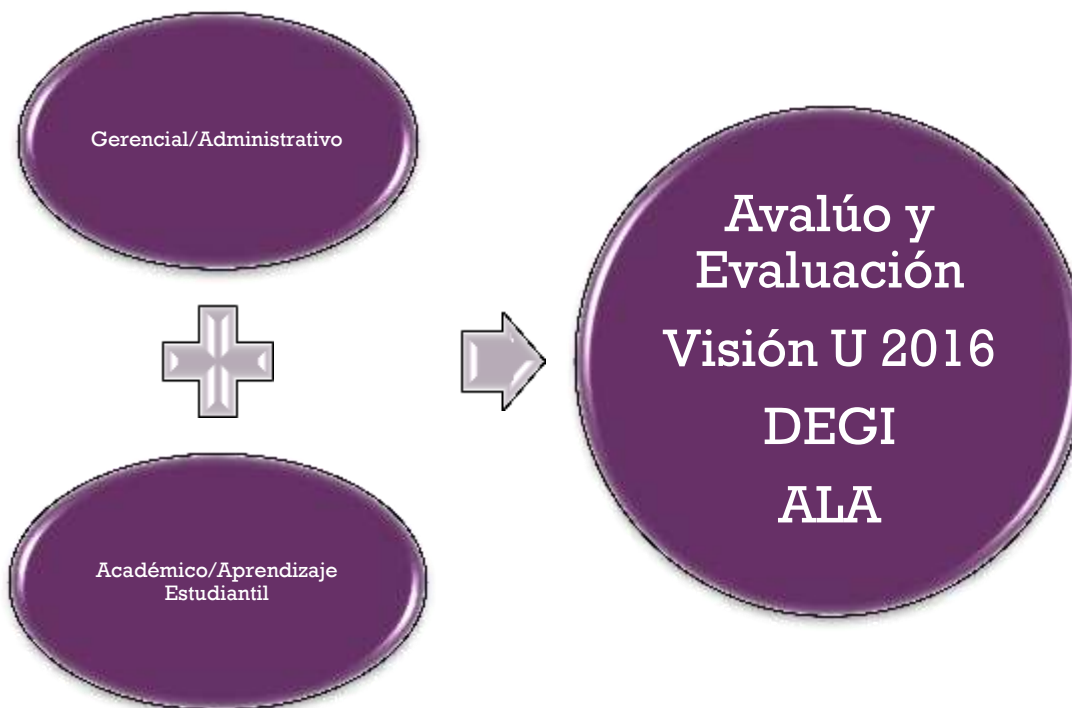 Gerencial/Administrativo
Académico/Aprendizaje
Estudiantil
Avalúo y
Evaluación
Visión U 2016
DEGI
ALA